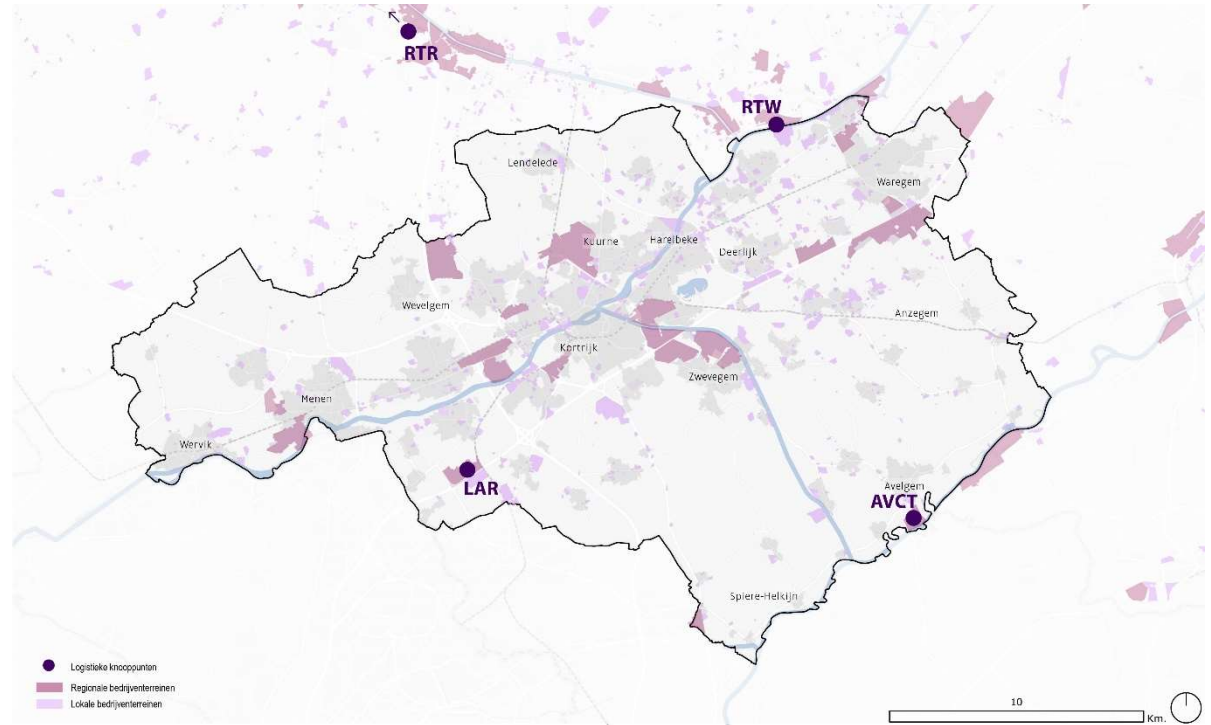 RTR
RTW
Lendelede
Waregem
Kuurne
Harelbeke
Deerlijk
Wevelgem
Anzegem
Kortrijk
Zwevegem
Menen
Wervik
LAR
Avelgem
AVCT
Spiere-Helkijn
Logistieke knooppunten
Regionale bedrijventerreinen
Lokale bedrijventerreinen
10
Km.